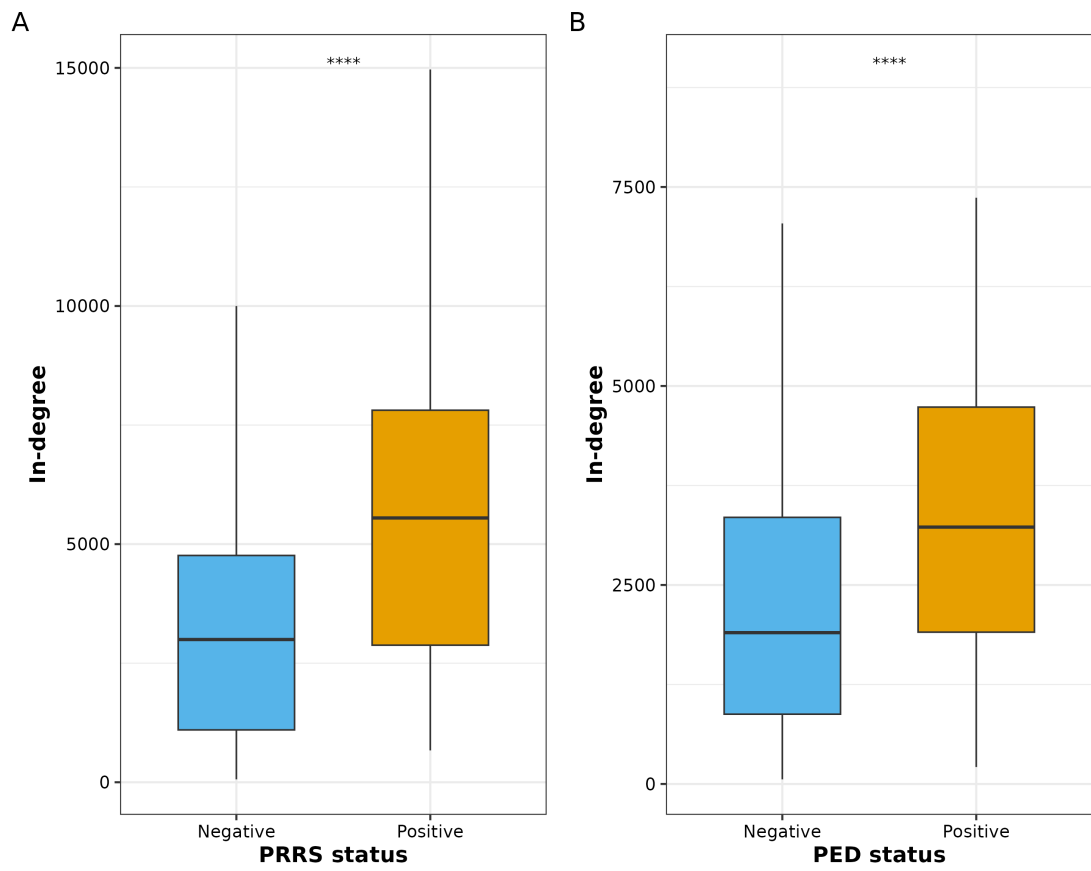 A
15000
10000
5000
0
In-degree
****
Negative
Positive
PRRS status
B
7500
5000
2500
0
In-degree
****
Negative
Positive
PED status